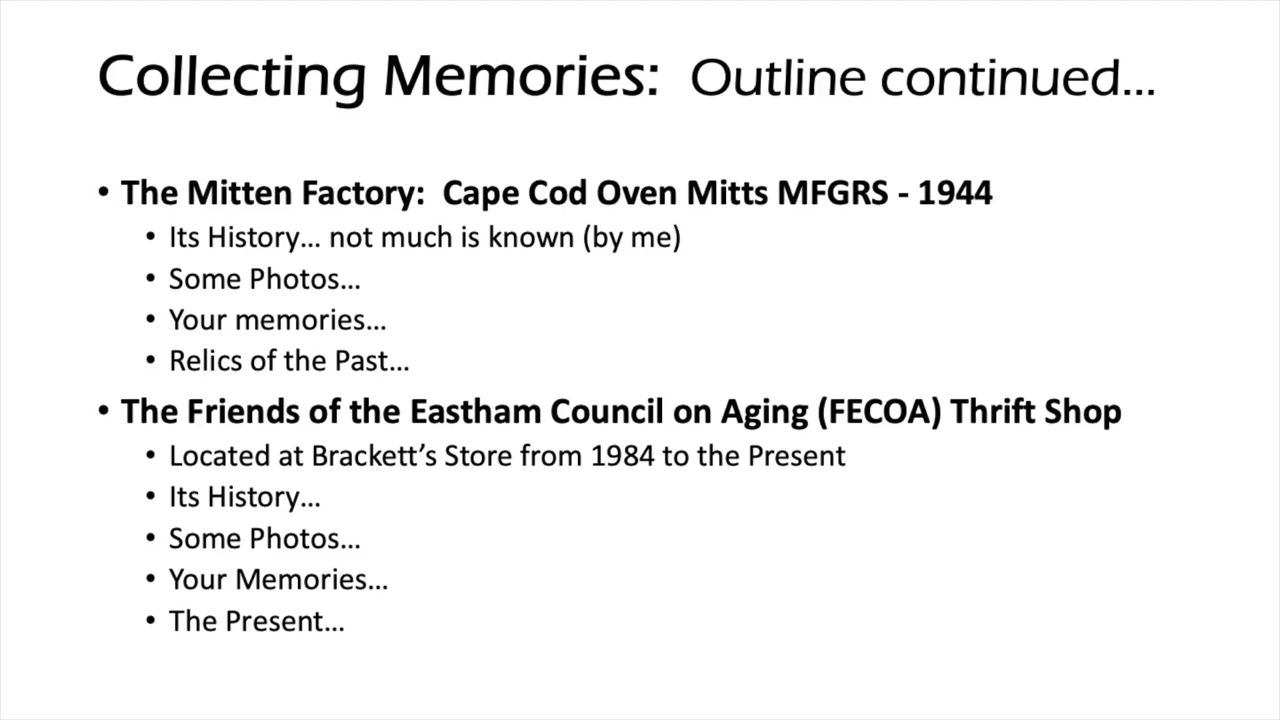 Collecting Memories:  Outline continued...
• The Mitten Factory:  Cape Cod Oven Mitts MFGRS - 1944
• Its History... not much is known (by me)
• Some Photos...
• Your memories...
• Relics of the Past...
• The Friends of the Eastham Council on Aging (FECOA) Thrift Shop
• Located at Brackett’s Store from 1984 to the Present
• Its History...
• Some Photos...
• Your Memories...
• The Present...